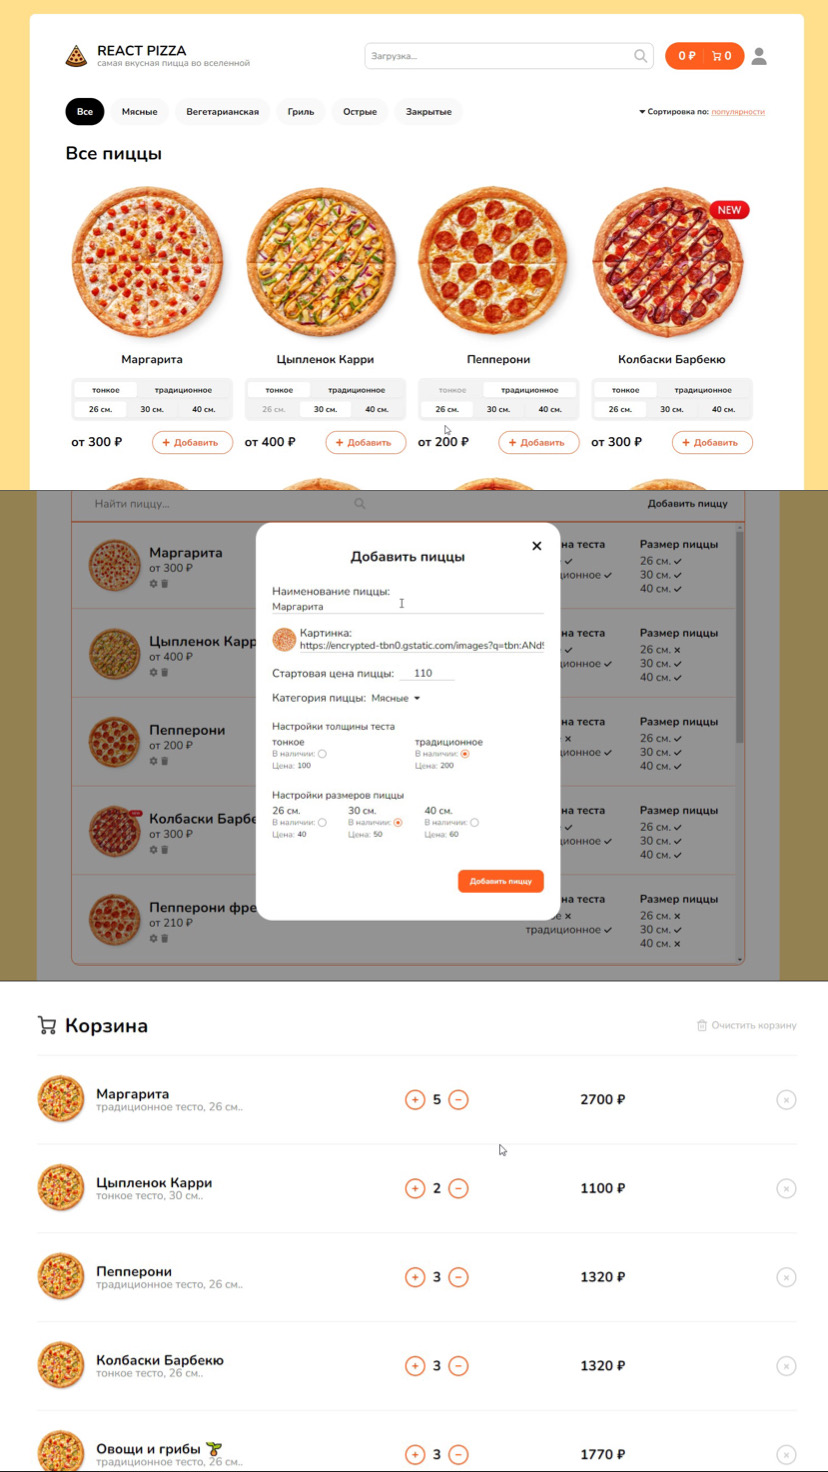 REACT PIZZA
самая вкусная пицца во вселенной
Загрузка...
0 ₽ 0
Все Мясные Вегетарианская Гриль Острые Закрытые
Сортировка по: популярности
Все пиццы
NEW
Маргарита Цыпленок Карри Пепперони Колбаски Барбекю
тонкое традиционное тонкое традиционное тонкое традиционное тонкое традиционное
26 см. 30 см. 40 см. 26 см. 30 см. 40 см. 26 см. 30 см. 40 см. 26 см. 30 см. 40 см.
от 300 ₽ + Добавить от 400 ₽ + Добавить от 200 ₽ + Добавить от 300 ₽ + Добавить
Найти пиццу... Добавить пиццу
Маргарита
от 300 ₽
на теста
✓
ционное ✓
Размер пиццы
26 см. ✓
30 см. ✓
40 см. ✓
Цыпленок Карр
от 400 ₽
на теста
✓
ционное ✓
Размер пиццы
26 см. ×
30 см. ✓
40 см. ✓
Пепперони
от 200 ₽
на теста
×
ционное ✓
Размер пиццы
26 см. ✓
30 см. ✓
40 см. ✓
Колбаски Барбе
от 300 ₽
на теста
✓
ционное ✓
Размер пиццы
26 см. ✓
30 см. ✓
40 см. ✓
Пепперони фре
от 210 ₽
на теста
е ×
традиционное ✓
Размер пиццы
26 см. ×
30 см. ✓
40 см. ×
Добавить пиццы
Наименование пиццы:
Маргарита
Картинка:
https://encrypted-tbn0.gstatic.com/images?q=tbn:ANd!
Стартовая цена пиццы: 110
Категория пиццы: Мясные
Настройки толщины теста
тонкое традиционное
В наличии: В наличии:
Цена: 100 Цена: 200
Настройки размеров пиццы
26 см. 30 см. 40 см.
В наличии: В наличии: В наличии:
Цена: 40 Цена: 50 Цена: 60
Добавить пиццу
Корзина
Очистить корзину
Маргарита
традиционное тесто, 26 см..
+ 5 − 2700 ₽ ×
Цыпленок Карри
тонкое тесто, 30 см..
+ 2 − 1100 ₽ ×
Пепперони
традиционное тесто, 26 см..
+ 3 − 1320 ₽ ×
Колбаски Барбекю
тонкое тесто, 26 см..
+ 3 − 1320 ₽ ×
Овощи и грибы 🌱
традиционное тесто, 26 см..
+ 3 − 1770 ₽ ×